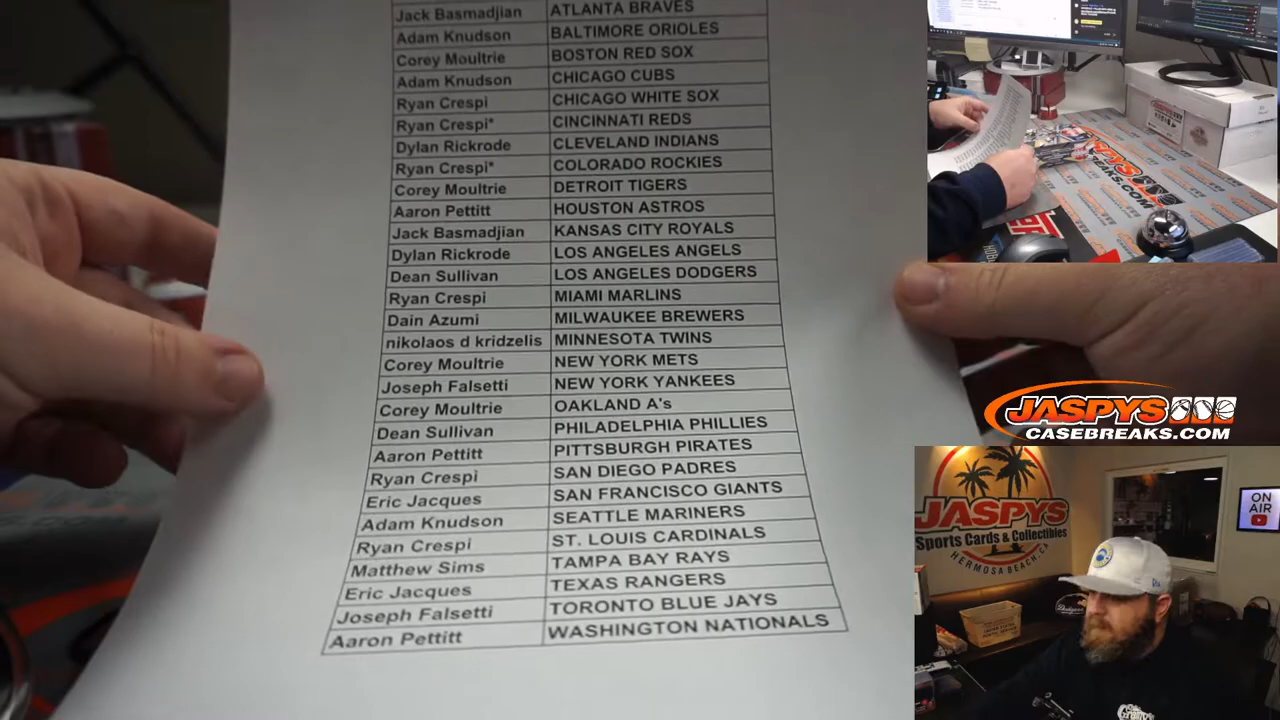 Jack Basmadjian ATLANTA BRAVES
Adam Knudson BALTIMORE ORIOLES
Corey Moultrie BOSTON RED SOX
Adam Knudson CHICAGO CUBS
Ryan Crespi CHICAGO WHITE SOX
Ryan Crespi* CINCINNATI REDS
Dylan Rickrode CLEVELAND INDIANS
Ryan Crespi* COLORADO ROCKIES
Corey Moultrie DETROIT TIGERS
Aaron Pettitt HOUSTON ASTROS
Jack Basmadjian KANSAS CITY ROYALS
Dylan Rickrode LOS ANGELES ANGELS
Dean Sullivan LOS ANGELES DODGERS
Ryan Crespi MIAMI MARLINS
Dain Azumi MILWAUKEE BREWERS
nikolaos d kridzelis MINNESOTA TWINS
Corey Moultrie NEW YORK METS
Joseph Falsetti NEW YORK YANKEES
Corey Moultrie OAKLAND A's
Dean Sullivan PHILADELPHIA PHILLIES
Aaron Pettitt PITTSBURGH PIRATES
Ryan Crespi SAN DIEGO PADRES
Eric Jacques SAN FRANCISCO GIANTS
Adam Knudson SEATTLE MARINERS
Ryan Crespi ST. LOUIS CARDINALS
Matthew Sims TAMPA BAY RAYS
Eric Jacques TEXAS RANGERS
Joseph Falsetti TORONTO BLUE JAYS
Aaron Pettitt WASHINGTON NATIONALS
JASPYS
CASEBREAKS.COM
JASPYS
Sports Cards & Collectibles
HERMOSA BEACH, CA
ON
AIR